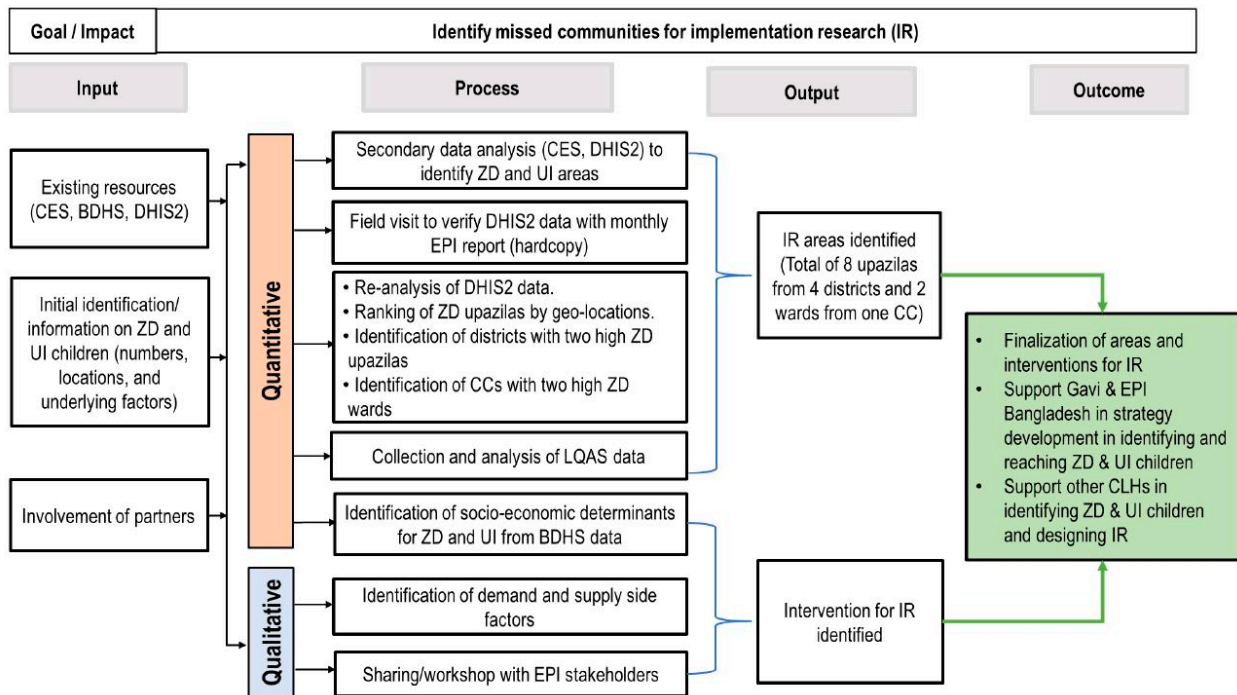 Goal / Impact
Identify missed communities for implementation research (IR)
Input
Process
Output
Outcome
Existing resources
(CES, BDHS, DHIS2)
Initial identification/
information on ZD and
UI children (numbers,
locations, and
underlying factors)
Involvement of partners
Quantitative
Qualitative
Secondary data analysis (CES, DHIS2) to
identify ZD and UI areas
Field visit to verify DHIS2 data with monthly
EPI report (hardcopy)
• Re-analysis of DHIS2 data.
• Ranking of ZD upazilas by geo-locations.
• Identification of districts with two high ZD
upazilas
• Identification of CCs with two high ZD
wards
Collection and analysis of LQAS data
Identification of socio-economic determinants
for ZD and UI from BDHS data
Identification of demand and supply side
factors
Sharing/workshop with EPI stakeholders
IR areas identified
(Total of 8 upazilas
from 4 districts and 2
wards from one CC)
Intervention for IR
identified
• Finalization of areas and
interventions for IR
• Support Gavi & EPI
Bangladesh in strategy
development in identifying and
reaching ZD & UI children
• Support other CLHs in
identifying ZD & UI children
and designing IR